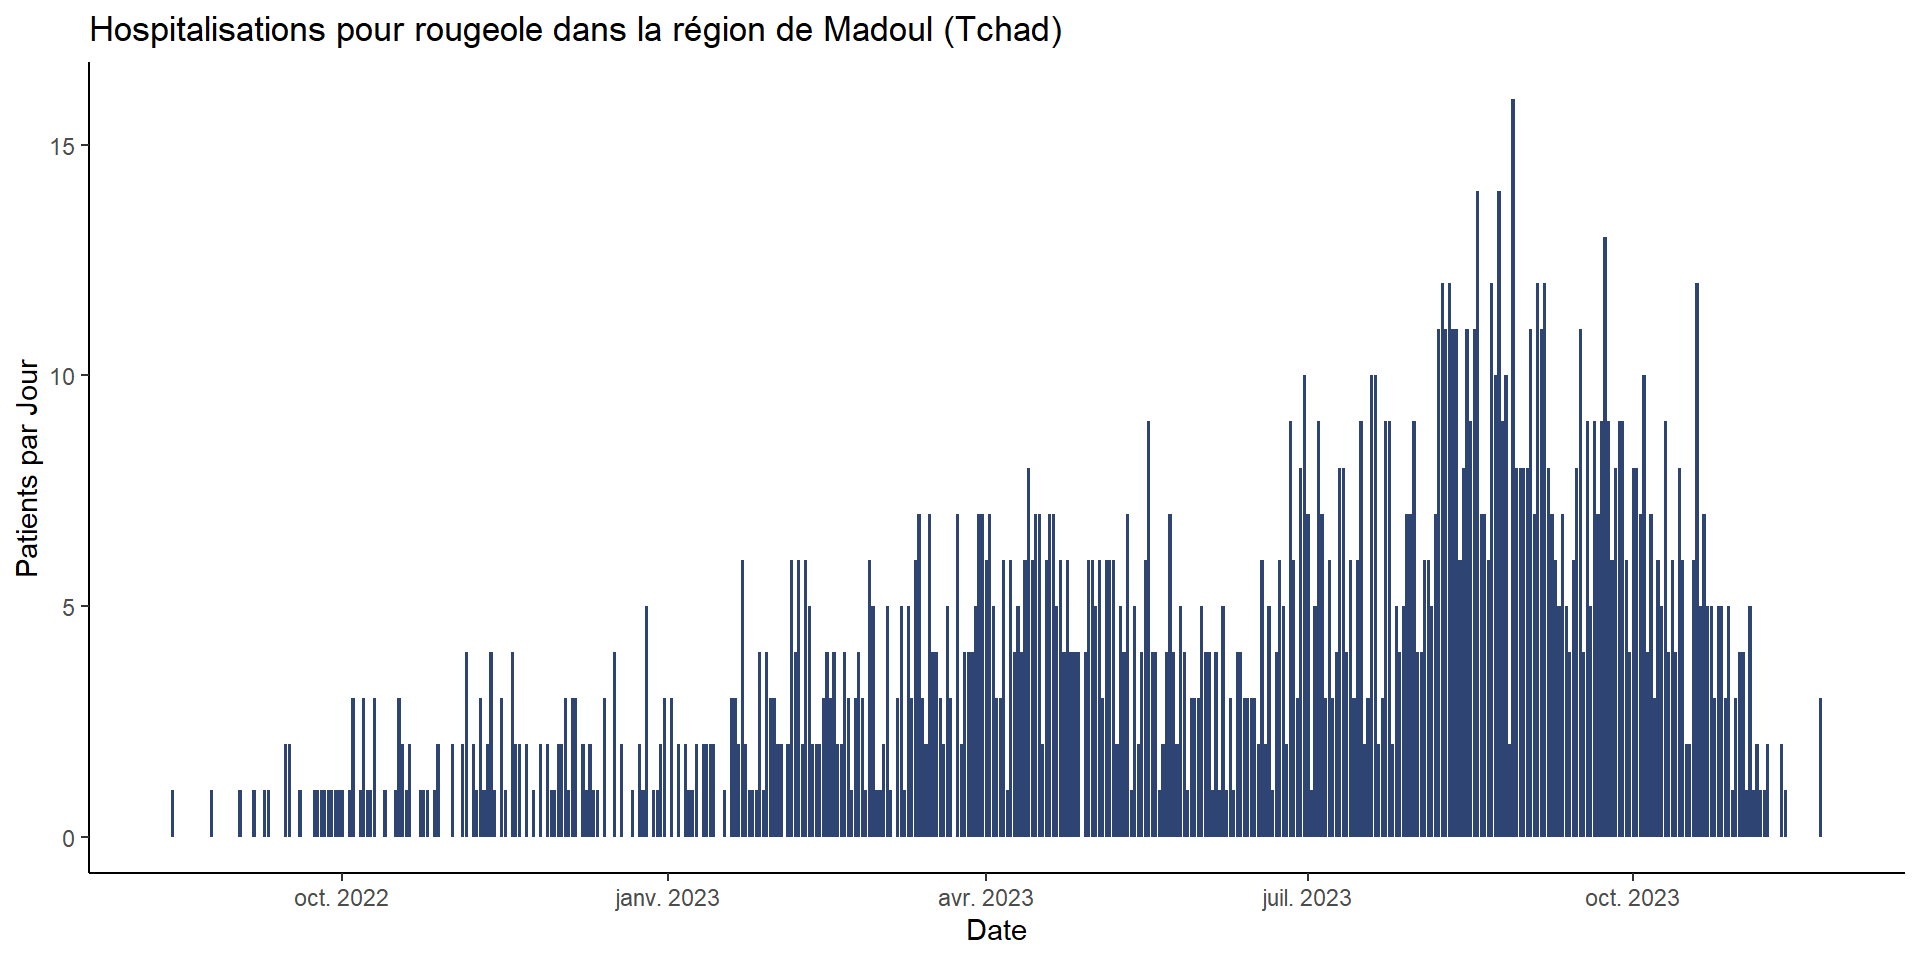 Hospitalisations pour rougeole dans la région de Madoul (Tchad)
Patients par Jour
15
10
5
0
oct. 2022
janv. 2023
avr. 2023
juil. 2023
oct. 2023
Date